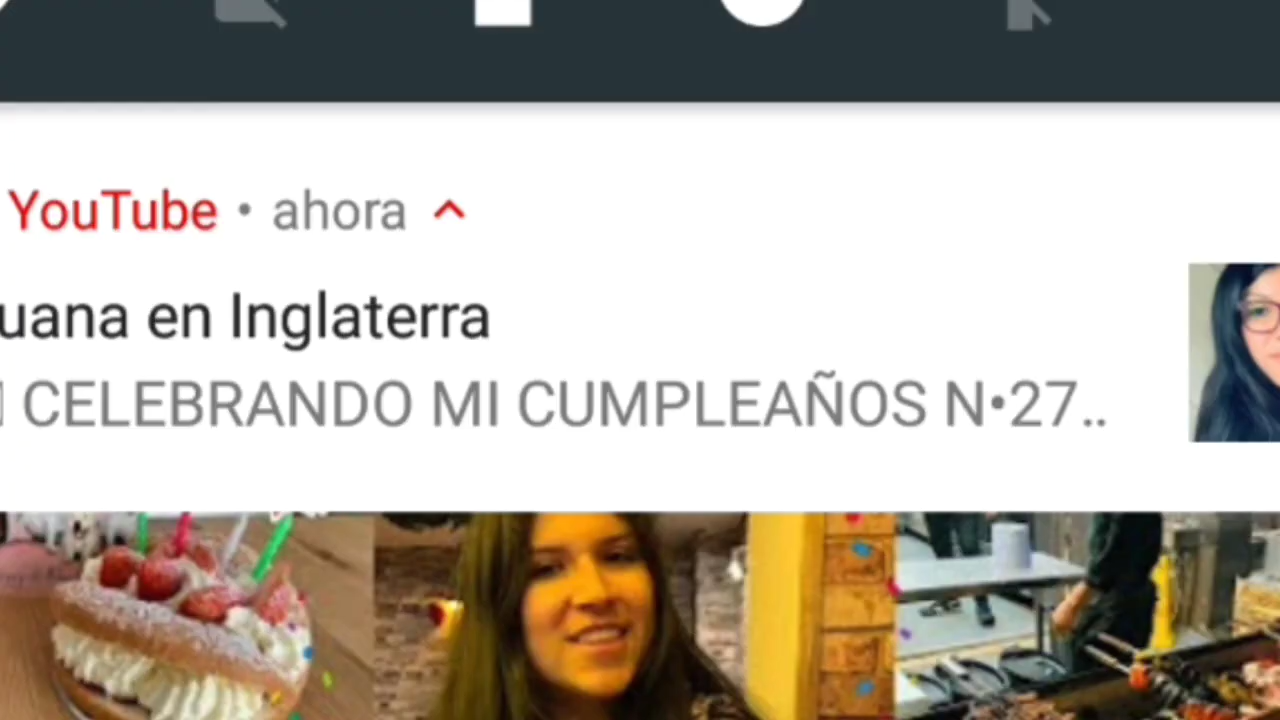 YouTube • ahora
uana en Inglaterra
CELEBRANDO MI CUMPLEAÑOS N•27..